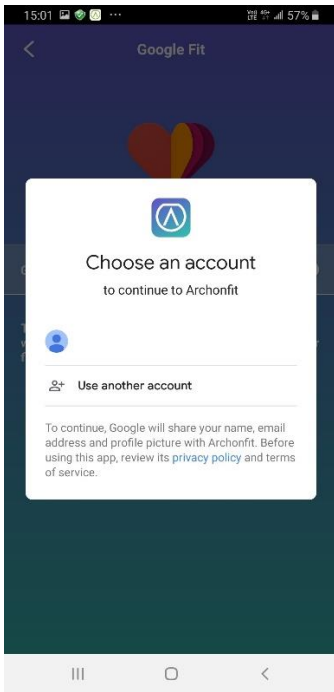 15:01 57%
Google Fit
Choose an account
to continue to Archonfit
Use another account
To continue, Google will share your name, email
address and profile picture with Archonfit. Before
using this app, review its privacy policy and terms
of service.